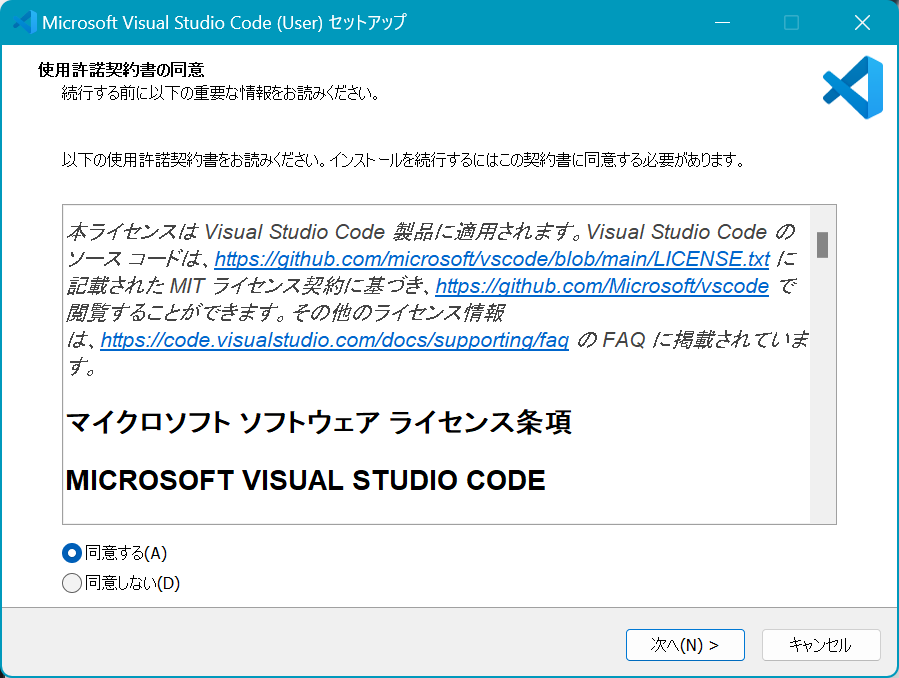 Microsoft Visual Studio Code (User) セットアップ
使用許諾契約書の同意
続行する前に以下の重要な情報をお読みください。
以下の使用許諾契約書をお読みください。インストールを続行するにはこの契約書に同意する必要があります。
本ライセンスは Visual Studio Code 製品に適用されます。Visual Studio Code の
ソース コードは、https://github.com/microsoft/vscode/blob/main/LICENSE.txt に
記載された MIT ライセンス契約に基づき、https://github.com/Microsoft/vscode で
閲覧することができます。その他のライセンス情報
は、https://code.visualstudio.com/docs/supporting/faq の FAQ に掲載されていま
す。
マイクロソフト ソフトウェア ライセンス条項
MICROSOFT VISUAL STUDIO CODE
同意する(A)
同意しない(D)
次へ(N) >
キャンセル